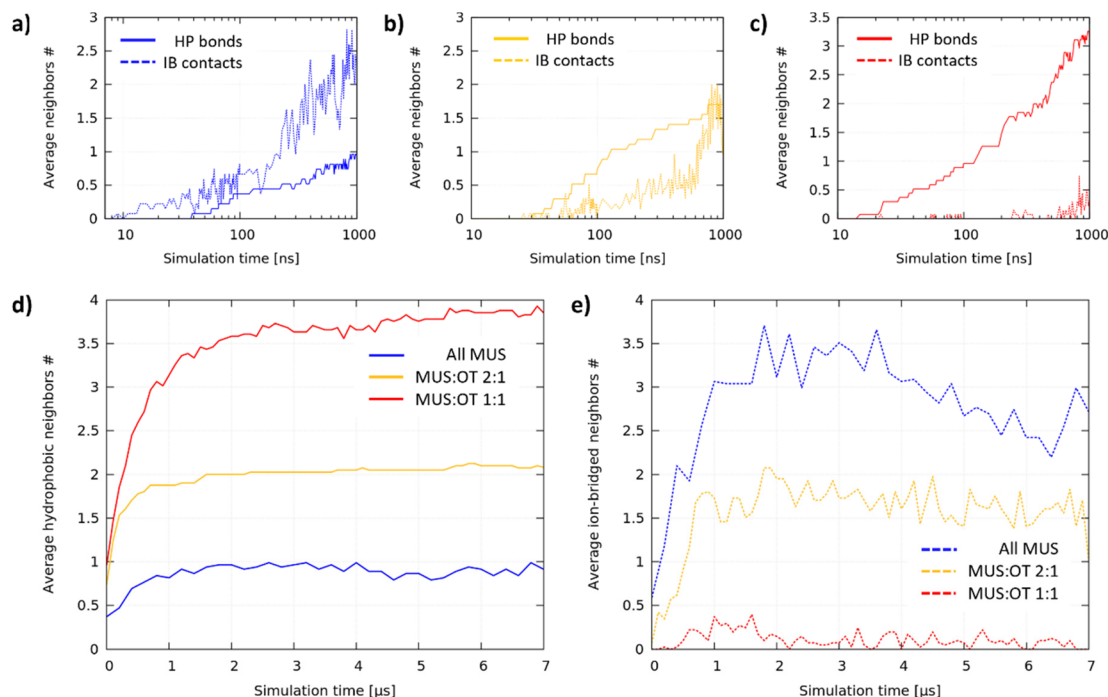 a)
3
2.5
2
1.5
1
0.5
0
Average neighbors #
HP bonds
IB contacts
10
100
1000
Simulation time [ns]
b)
3
2.5
2
1.5
1
0.5
0
Average neighbors #
HP bonds
IB contacts
10
100
1000
Simulation time [ns]
c)
3.5
3
2.5
2
1.5
1
0.5
0
Average neighbors #
HP bonds
IB contacts
10
100
1000
Simulation time [ns]
d)
4
3.5
3
2.5
2
1.5
1
0.5
0
Average hydrophobic neighbors #
All MUS
MUS:OT 2:1
MUS:OT 1:1
0 1 2 3 4 5 6 7
Simulation time [µs]
e)
4
3.5
3
2.5
2
1.5
1
0.5
0
Average ion-bridged neighbors #
All MUS
MUS:OT 2:1
MUS:OT 1:1
0 1 2 3 4 5 6 7
Simulation time [µs]